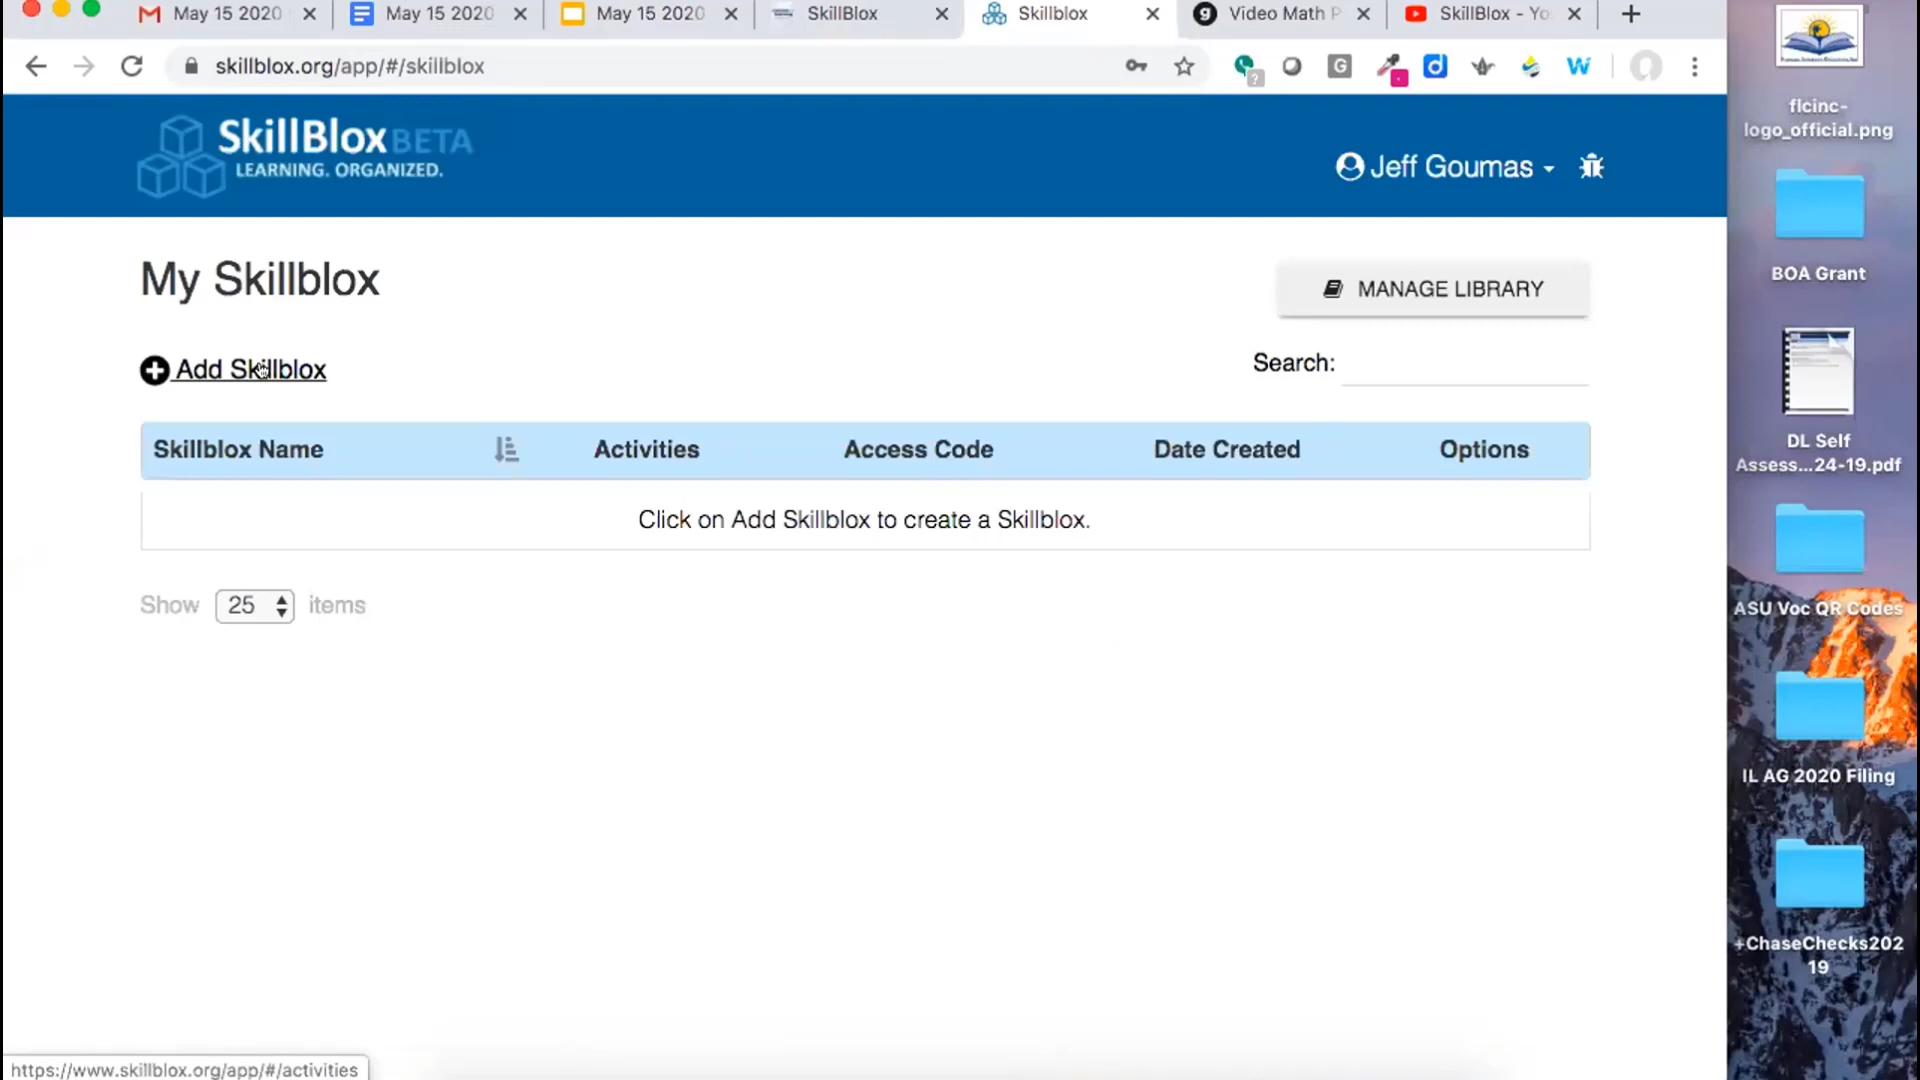 May 15 2020
May 15 2020
May 15 2020
SkillBlox
Skillblox
Video Math P
SkillBlox - Yo
skillblox.org/app/#/skillblox
SkillBlox BETA
LEARNING. ORGANIZED.
Jeff Goumas
My Skillblox
MANAGE LIBRARY
Add Skillblox
Search:
Skillblox Name Activities Access Code Date Created Options
Click on Add Skillblox to create a Skillblox.
Show 25 items
https://www.skillblox.org/app/#/activities
flcinc-
logo_official.png
BOA Grant
DL Self
Assess...24-19.pdf
ASU Voc QR Codes
IL AG 2020 Filing
+ChaseChecks202
19